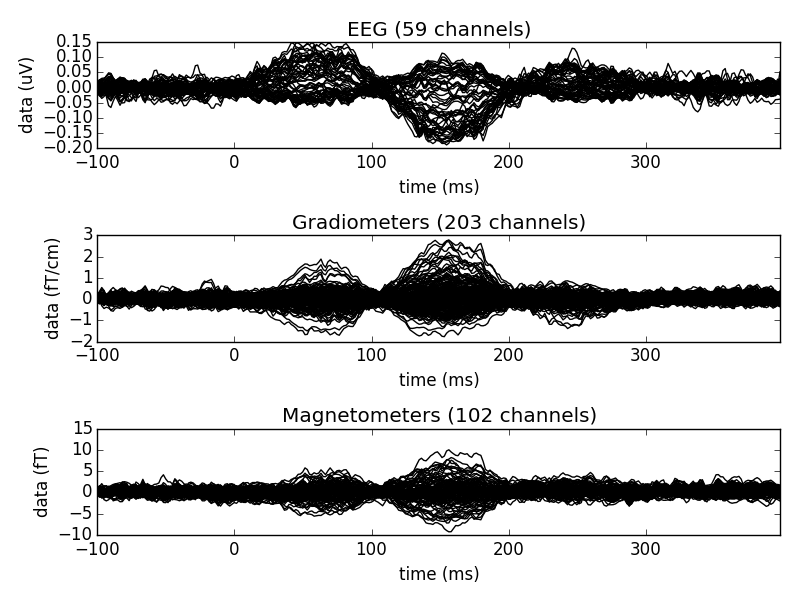 EEG (59 channels)
0.15
0.10
0.05
0.00
−0.05
−0.10
−0.15
−0.20
data (uV)
−100 0 100 200 300
time (ms)
Gradiometers (203 channels)
3
2
1
0
−1
−2
data (fT/cm)
−100 0 100 200 300
time (ms)
Magnetometers (102 channels)
15
10
5
0
−5
−10
data (fT)
−100 0 100 200 300
time (ms)